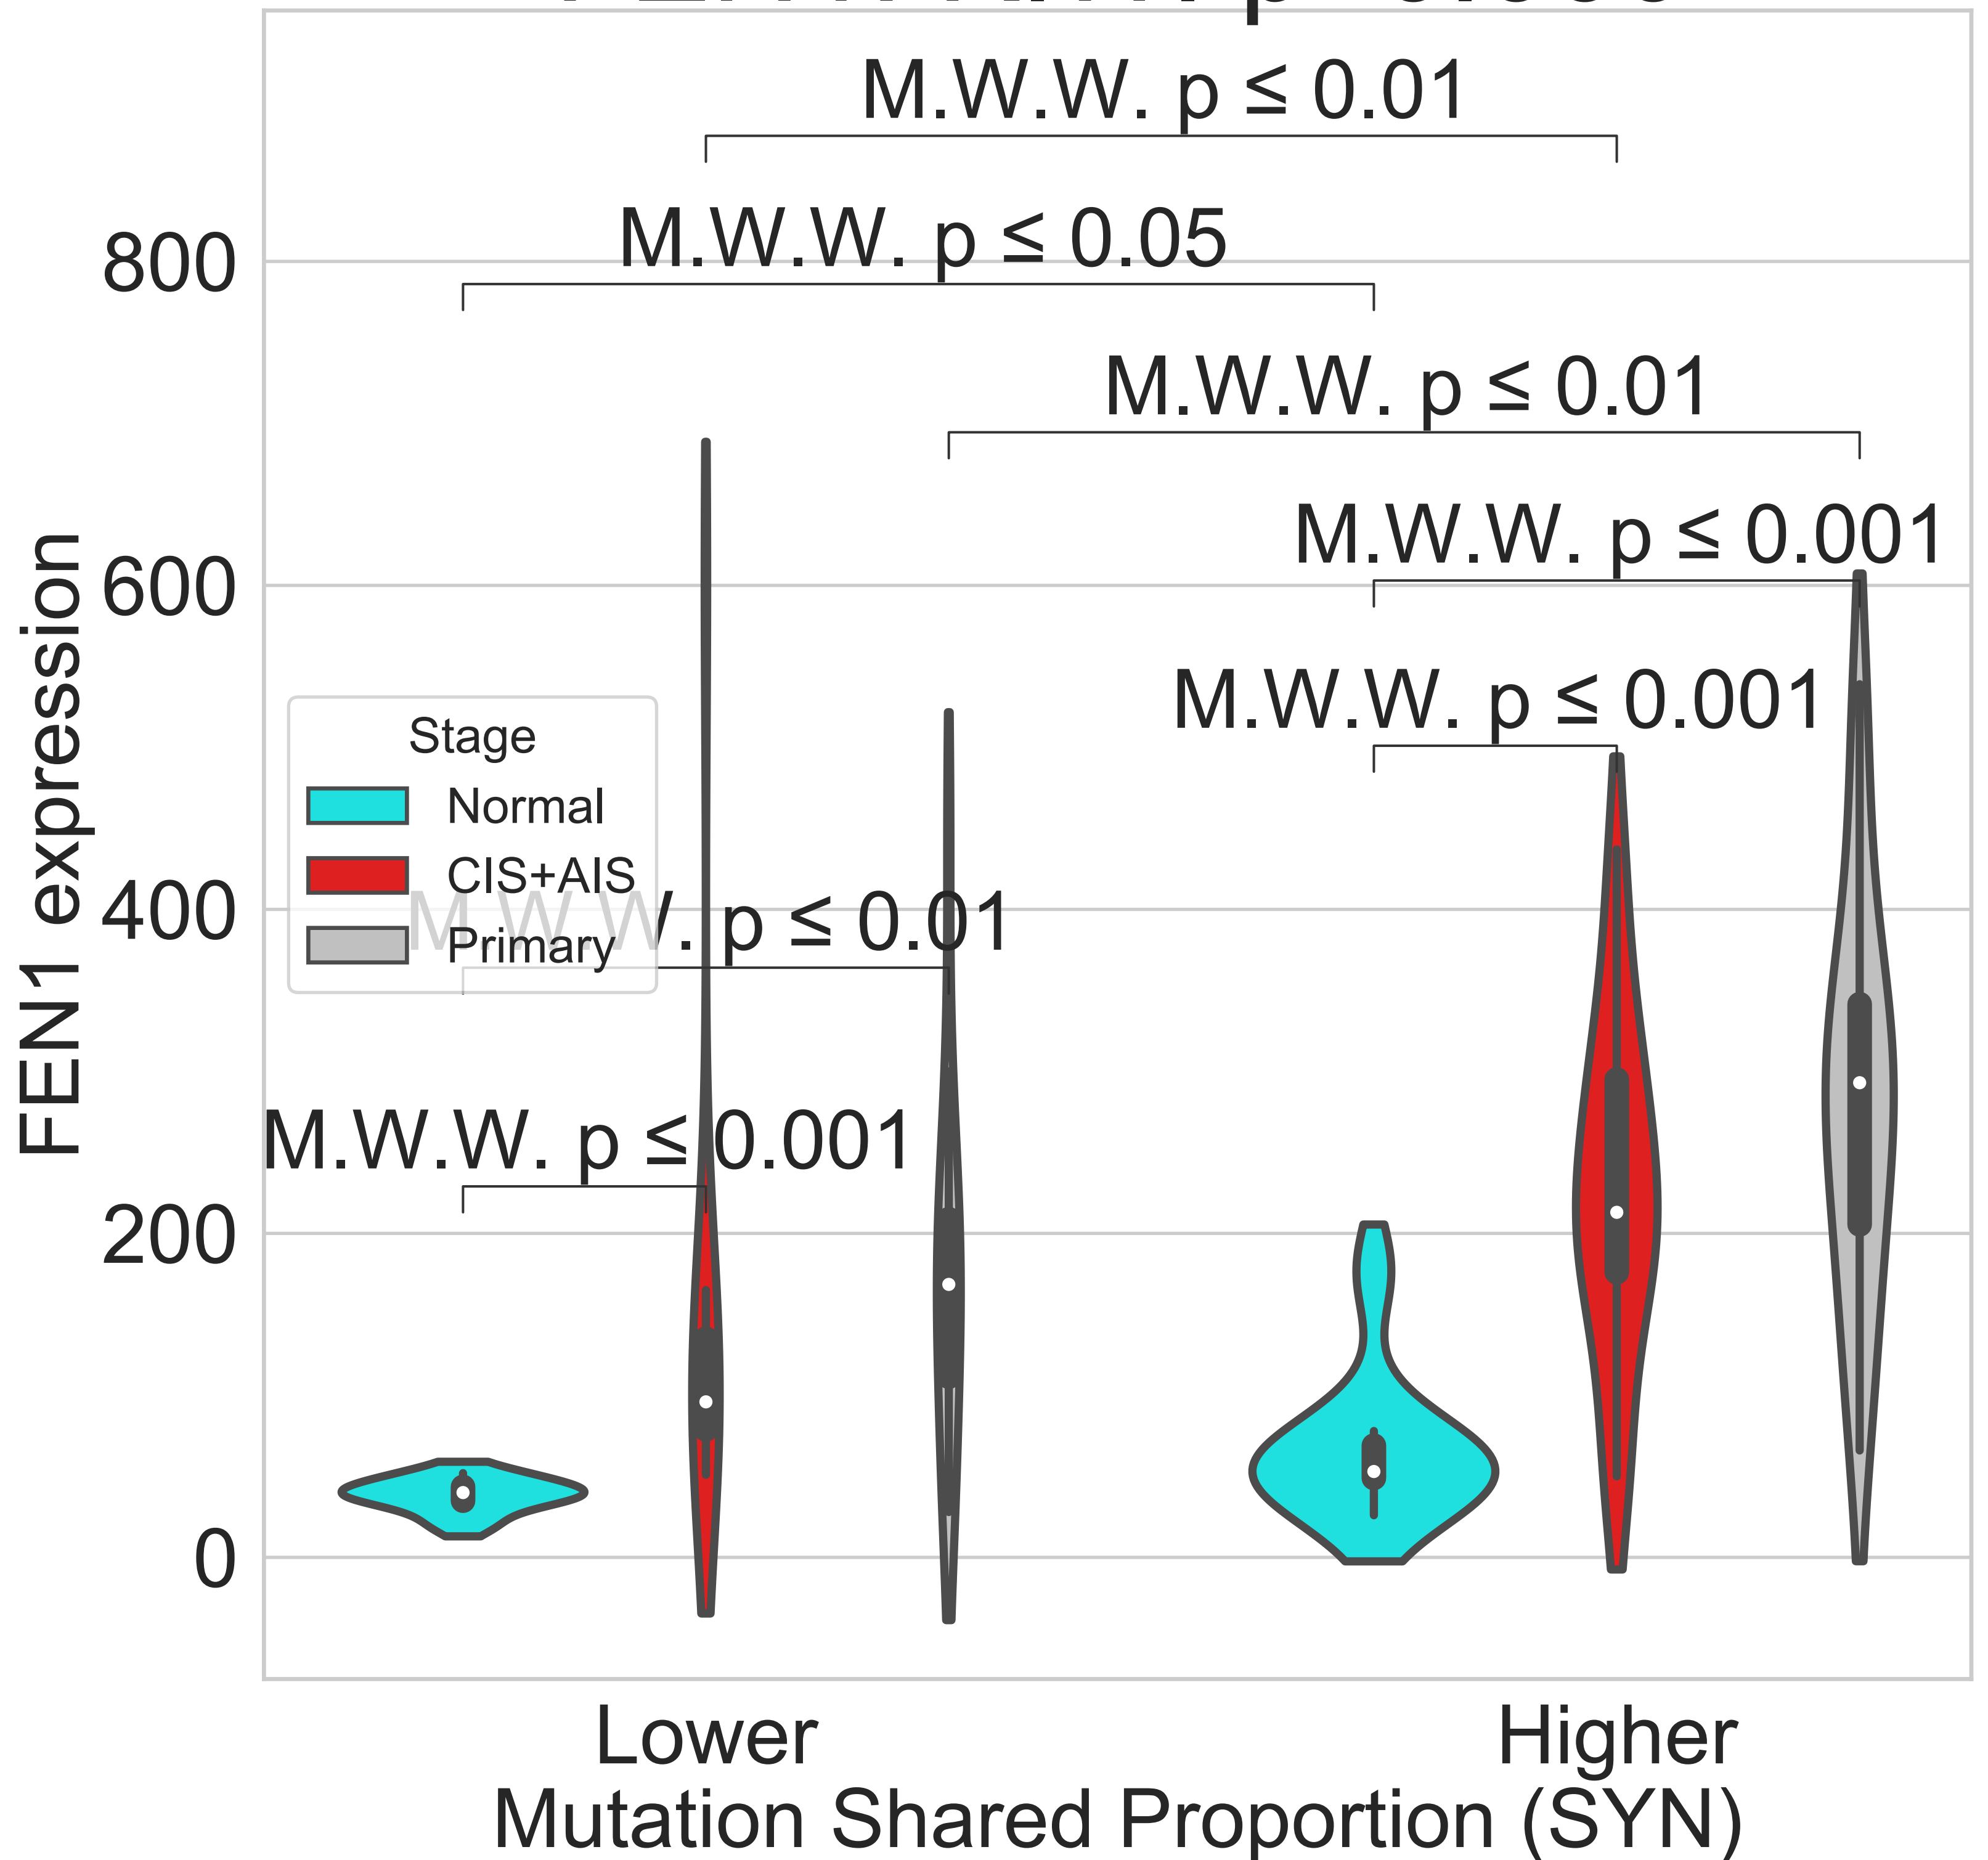 M.W.W. p ≤ 0.01
M.W.W. p ≤ 0.05
M.W.W. p ≤ 0.01
M.W.W. p ≤ 0.001
M.W.W. p ≤ 0.001
M.W.W. p ≤ 0.01
M.W.W. p ≤ 0.001
800
600
400
200
0
FEN1 expression
Stage
Normal
CIS+AIS
Primary
Lower
Higher
Mutation Shared Proportion (SYN)